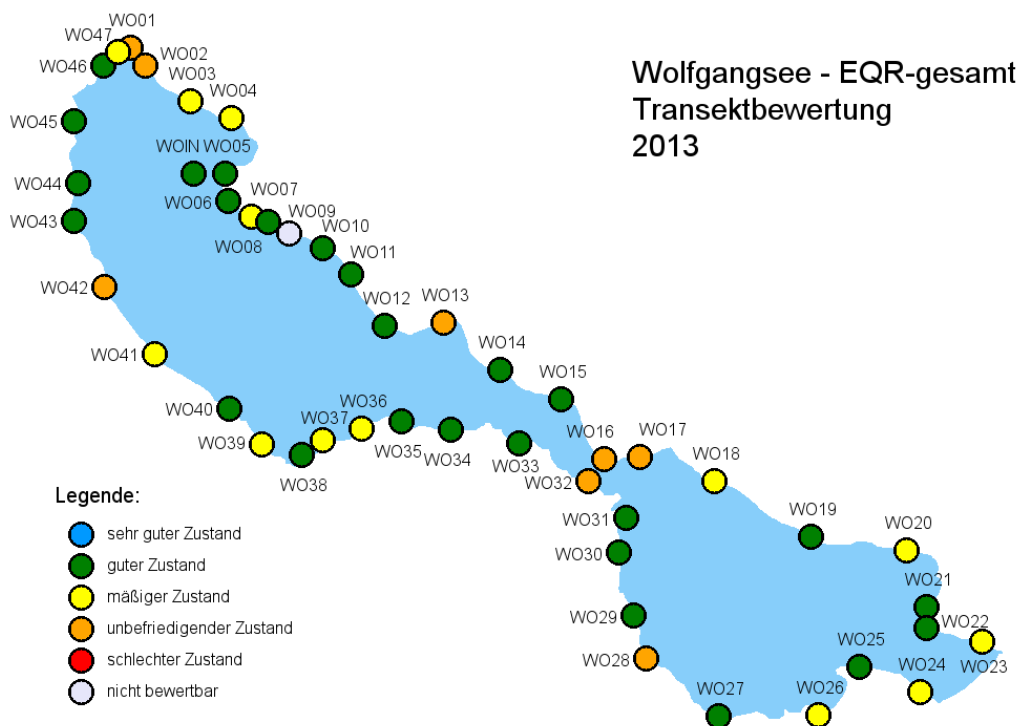 Wolfgangsee - EQR-gesamt
Transektbewertung
2013
WO01
WO47
WO02
WO46
WO03
WO04
WO45
WOIN WO05
WO44
WO06
WO07
WO43
WO08
WO09
WO10
WO11
WO42
WO12
WO13
WO41
WO14
WO15
WO40
WO39
WO38
WO37
WO36
WO35
WO34
WO33
WO32
WO16
WO17
WO18
WO31
WO19
WO20
WO30
WO21
WO29
WO22
WO23
WO28
WO25
WO24
WO27
WO26
Legende:
sehr guter Zustand
guter Zustand
mäßiger Zustand
unbefriedigender Zustand
schlechter Zustand
nicht bewertbar